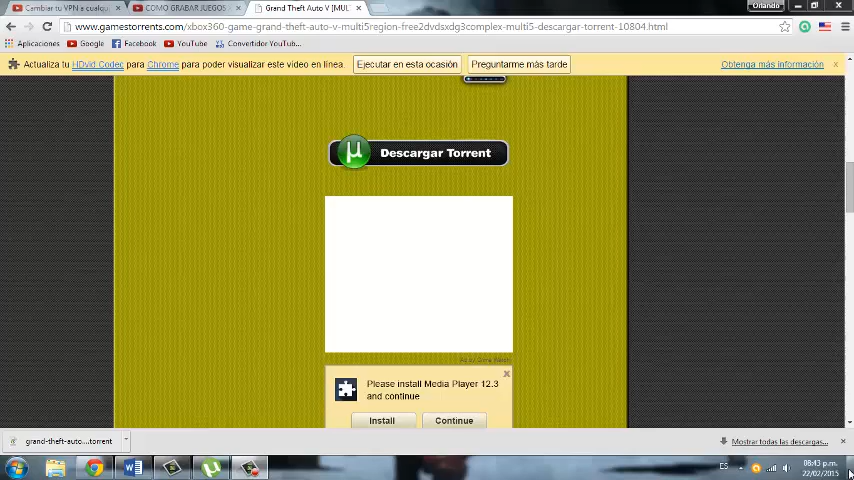 Cambiar tu VPN a cualqu
COMO GRABAR JUEGOS X
Grand Theft Auto V [MUL
Orlando
www.gamestorrents.com/xbox360-game-grand-theft-auto-v-multi5region-free2dvdsxdg3complex-multi5-descargar-torrent-10804.html
Aplicaciones
Google
Facebook
YouTube
Convertidor YouTub...
Actualiza tu HDvid Codec para Chrome para poder visualizar este video en línea.
Ejecutar en esta ocasión
Preguntarme màs tarde
Obtenga más información
x
µ Descargar Torrent
Please install Media Player 12.3
and continue
Install
Continue
grand-theft-auto....torrent
Mostrar todas las descargas...
ES
08:43 p.m.
22/02/2015